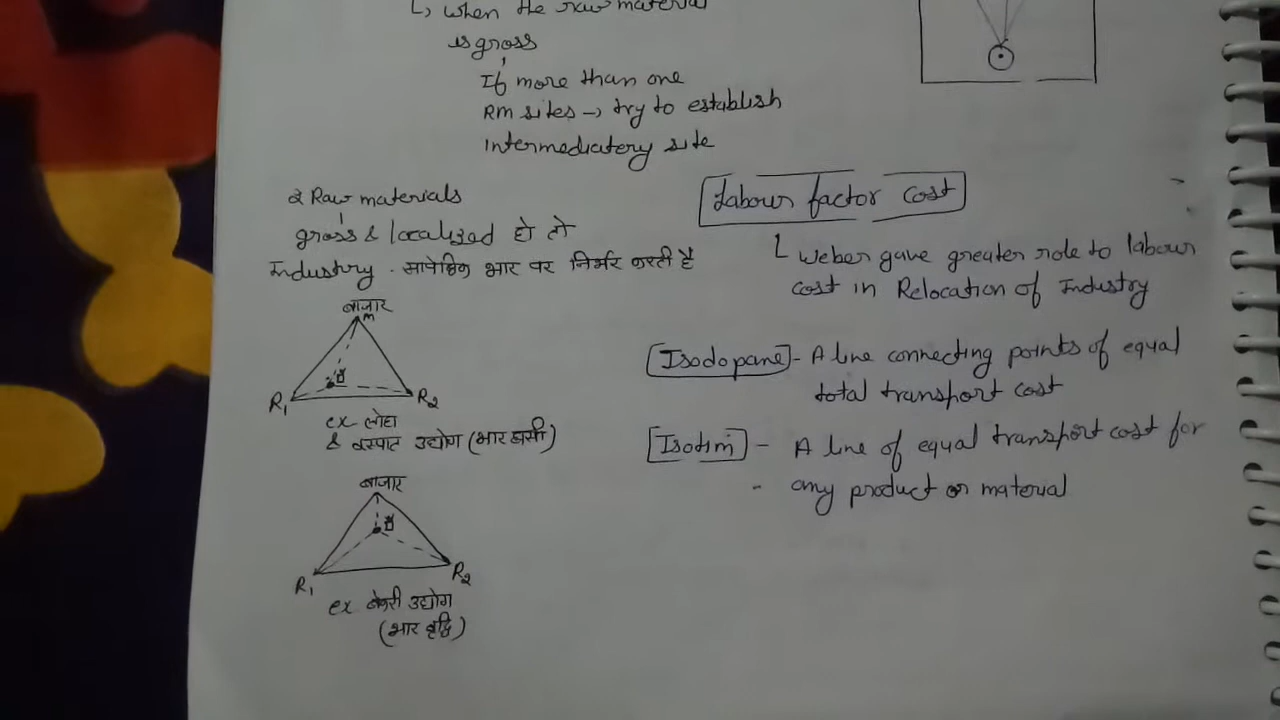 ↳ when the raw material
is gross
If more than one
RM sites → try to establish
Intermediatery site
2 Raw materials
gross & localized हो तो
Industry - सापेक्षिक भार पर निर्भर करती है
बाजार
M
R1
R2
ex - लोहा
& इस्पात उद्योग (भार ह्रासी)
बाजार
R1
R2
ex बेकरी उद्योग
(भार वृद्धि)
Labour factor cost
Weber gave greater role to labour
cost in Relocation of Industry
Isodopane - A line connecting points of equal
total transport cost
Isotim - A line of equal transport cost for
any product or material